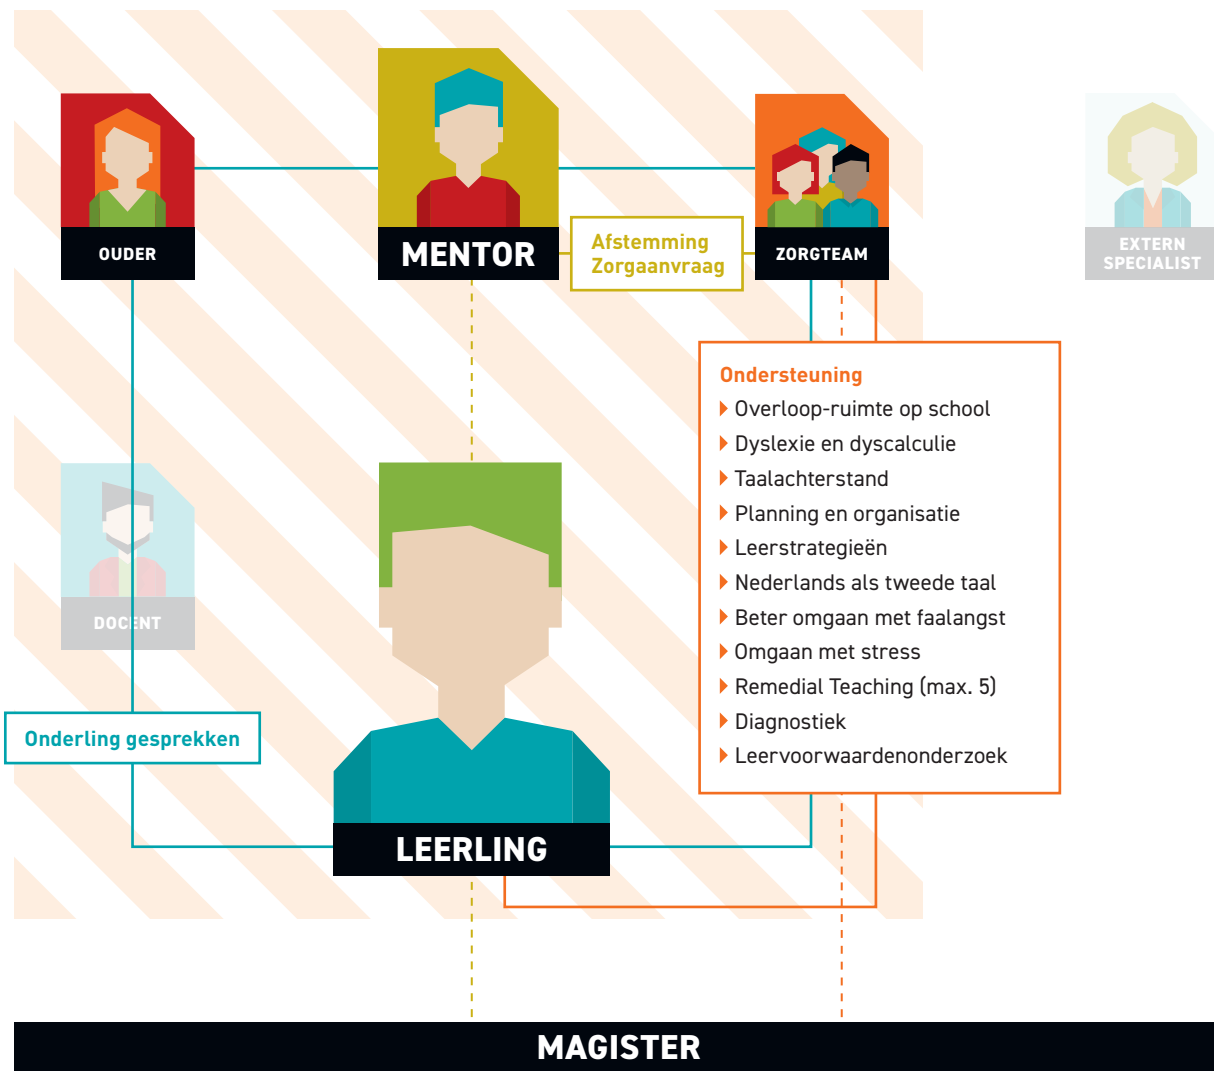 OUDER
MENTOR
Afstemming
Zorgaanvraag
ZORGTEAM
EXTERN
SPECIALIST
Ondersteuning
Overloop-ruimte op school
Dyslexie en dyscalculie
Taalachterstand
Planning en organisatie
Leerstrategieën
Nederlands als tweede taal
Beter omgaan met faalangst
Omgaan met stress
Remedial Teaching (max. 5)
Diagnostiek
Leervoorwaardenonderzoek
DOCENT
Onderling gesprekken
LEERLING
MAGISTER